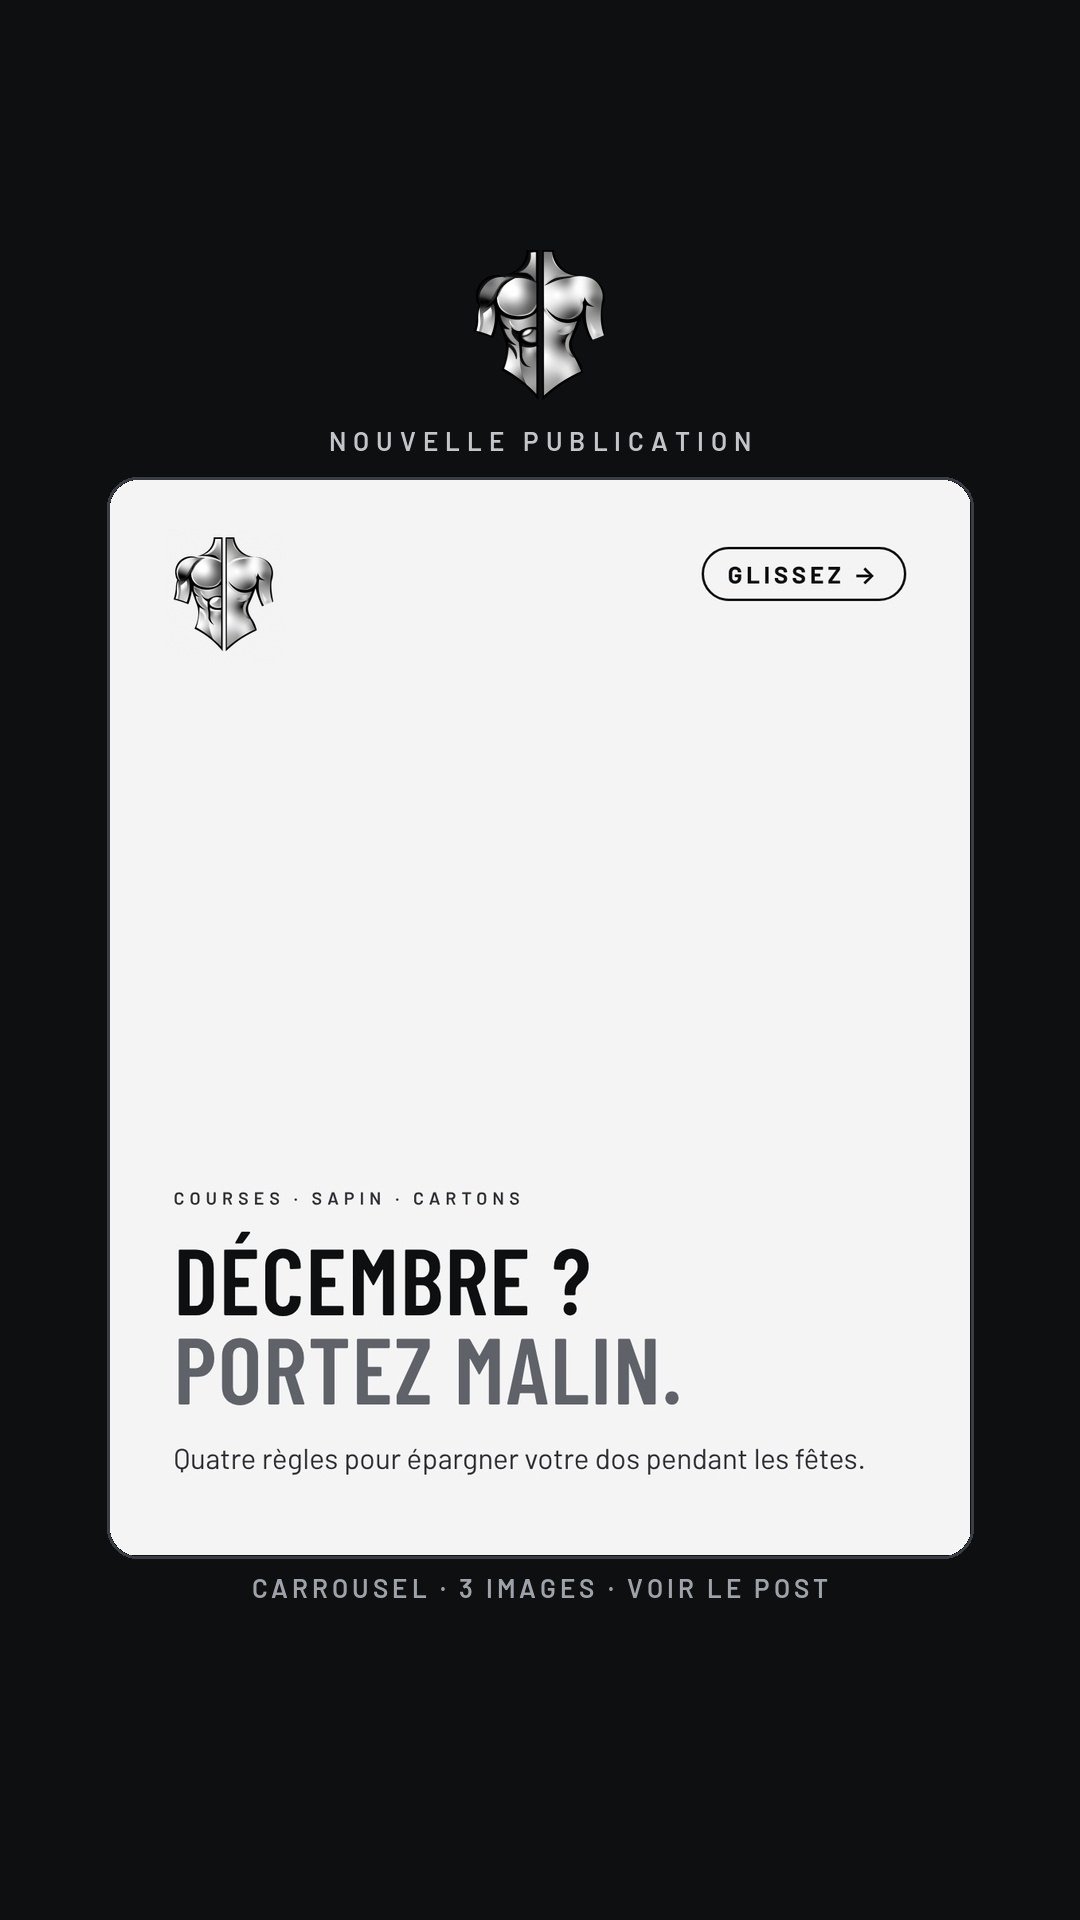 NOUVELLE PUBLICATION
GLISSEZ →
COURSES · SAPIN · CARTONS
DÉCEMBRE ?
PORTEZ MALIN.
Quatre règles pour épargner votre dos pendant les fêtes.
CARROUSEL · 3 IMAGES · VOIR LE POST